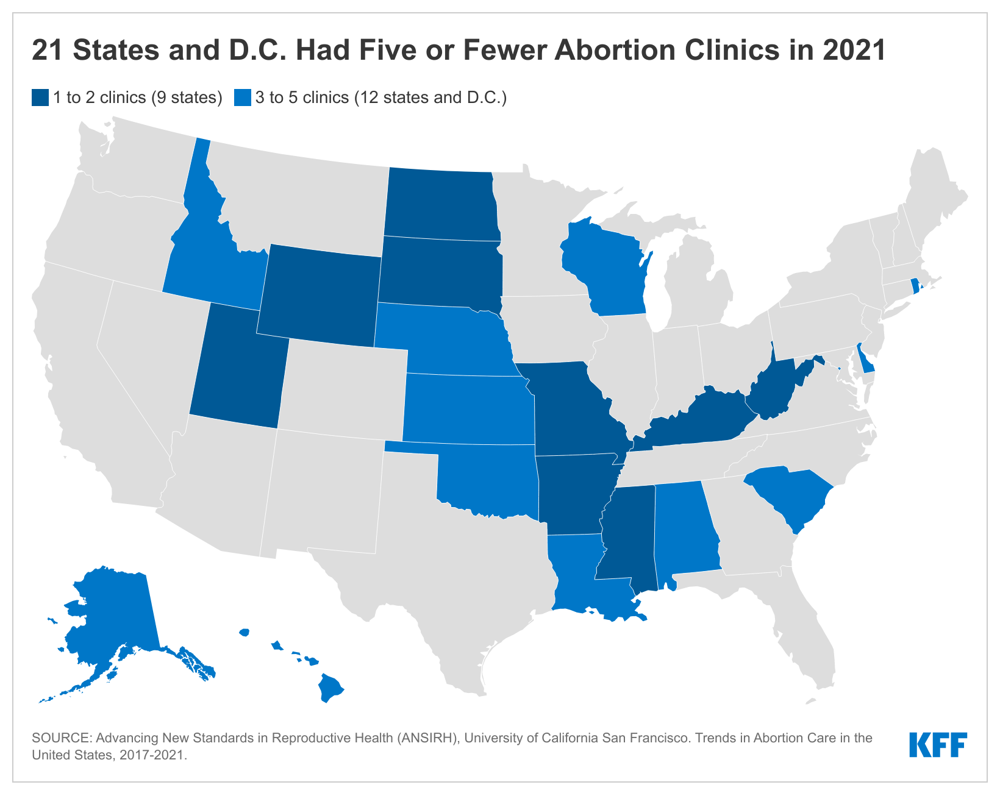 21 States and D.C. Had Five or Fewer Abortion Clinics in 2021
1 to 2 clinics (9 states) 3 to 5 clinics (12 states and D.C.)
SOURCE: Advancing New Standards in Reproductive Health (ANSIRH), University of California San Francisco. Trends in Abortion Care in the
United States, 2017-2021.
KFF